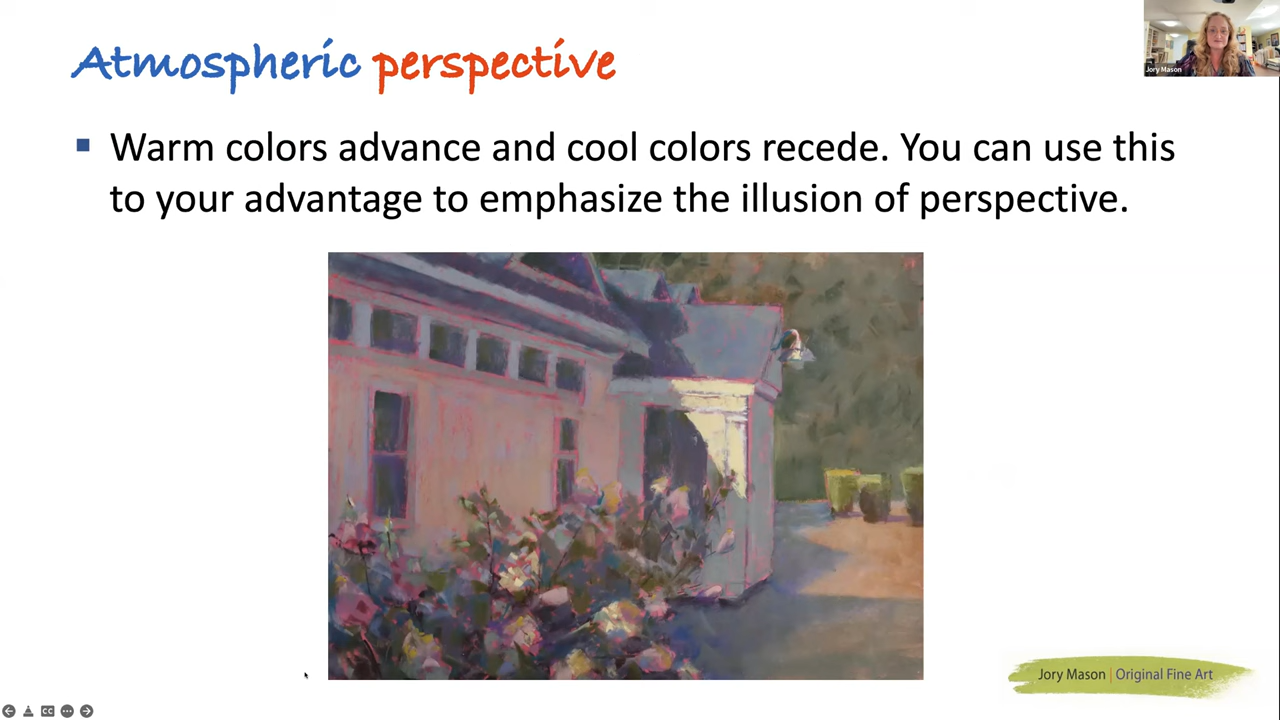 Atmospheric perspective
Jory Mason
▪ Warm colors advance and cool colors recede. You can use this
to your advantage to emphasize the illusion of perspective.
Jory Mason | Original Fine Art
CC